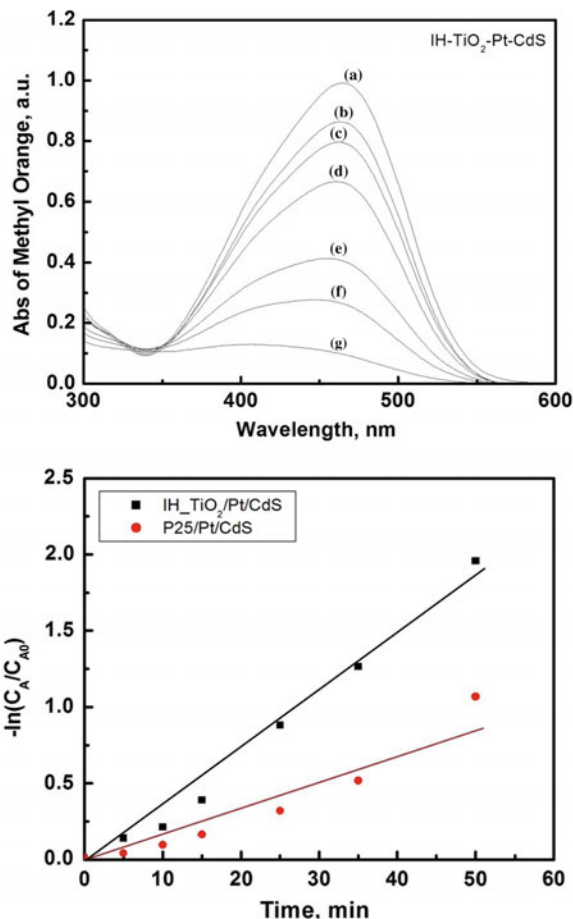 IH-TiO₂-Pt-CdS
1.2
1.0
0.8
0.6
0.4
0.2
0.0
Abs of Methyl Orange, a.u.
(a)
(b)
(c)
(d)
(e)
(f)
(g)
300 400 500 600
Wavelength, nm
2.5
2.0
1.5
1.0
0.5
0.0
-ln(C_A/C_A0)
IH_TiO₂/Pt/CdS
P25/Pt/CdS
0 10 20 30 40 50 60
Time, min